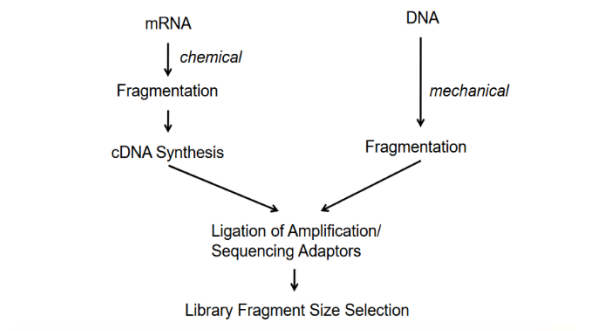 mRNA
DNA
chemical
Fragmentation
mechanical
cDNA Synthesis
Fragmentation
Ligation of Amplification/
Sequencing Adaptors
Library Fragment Size Selection